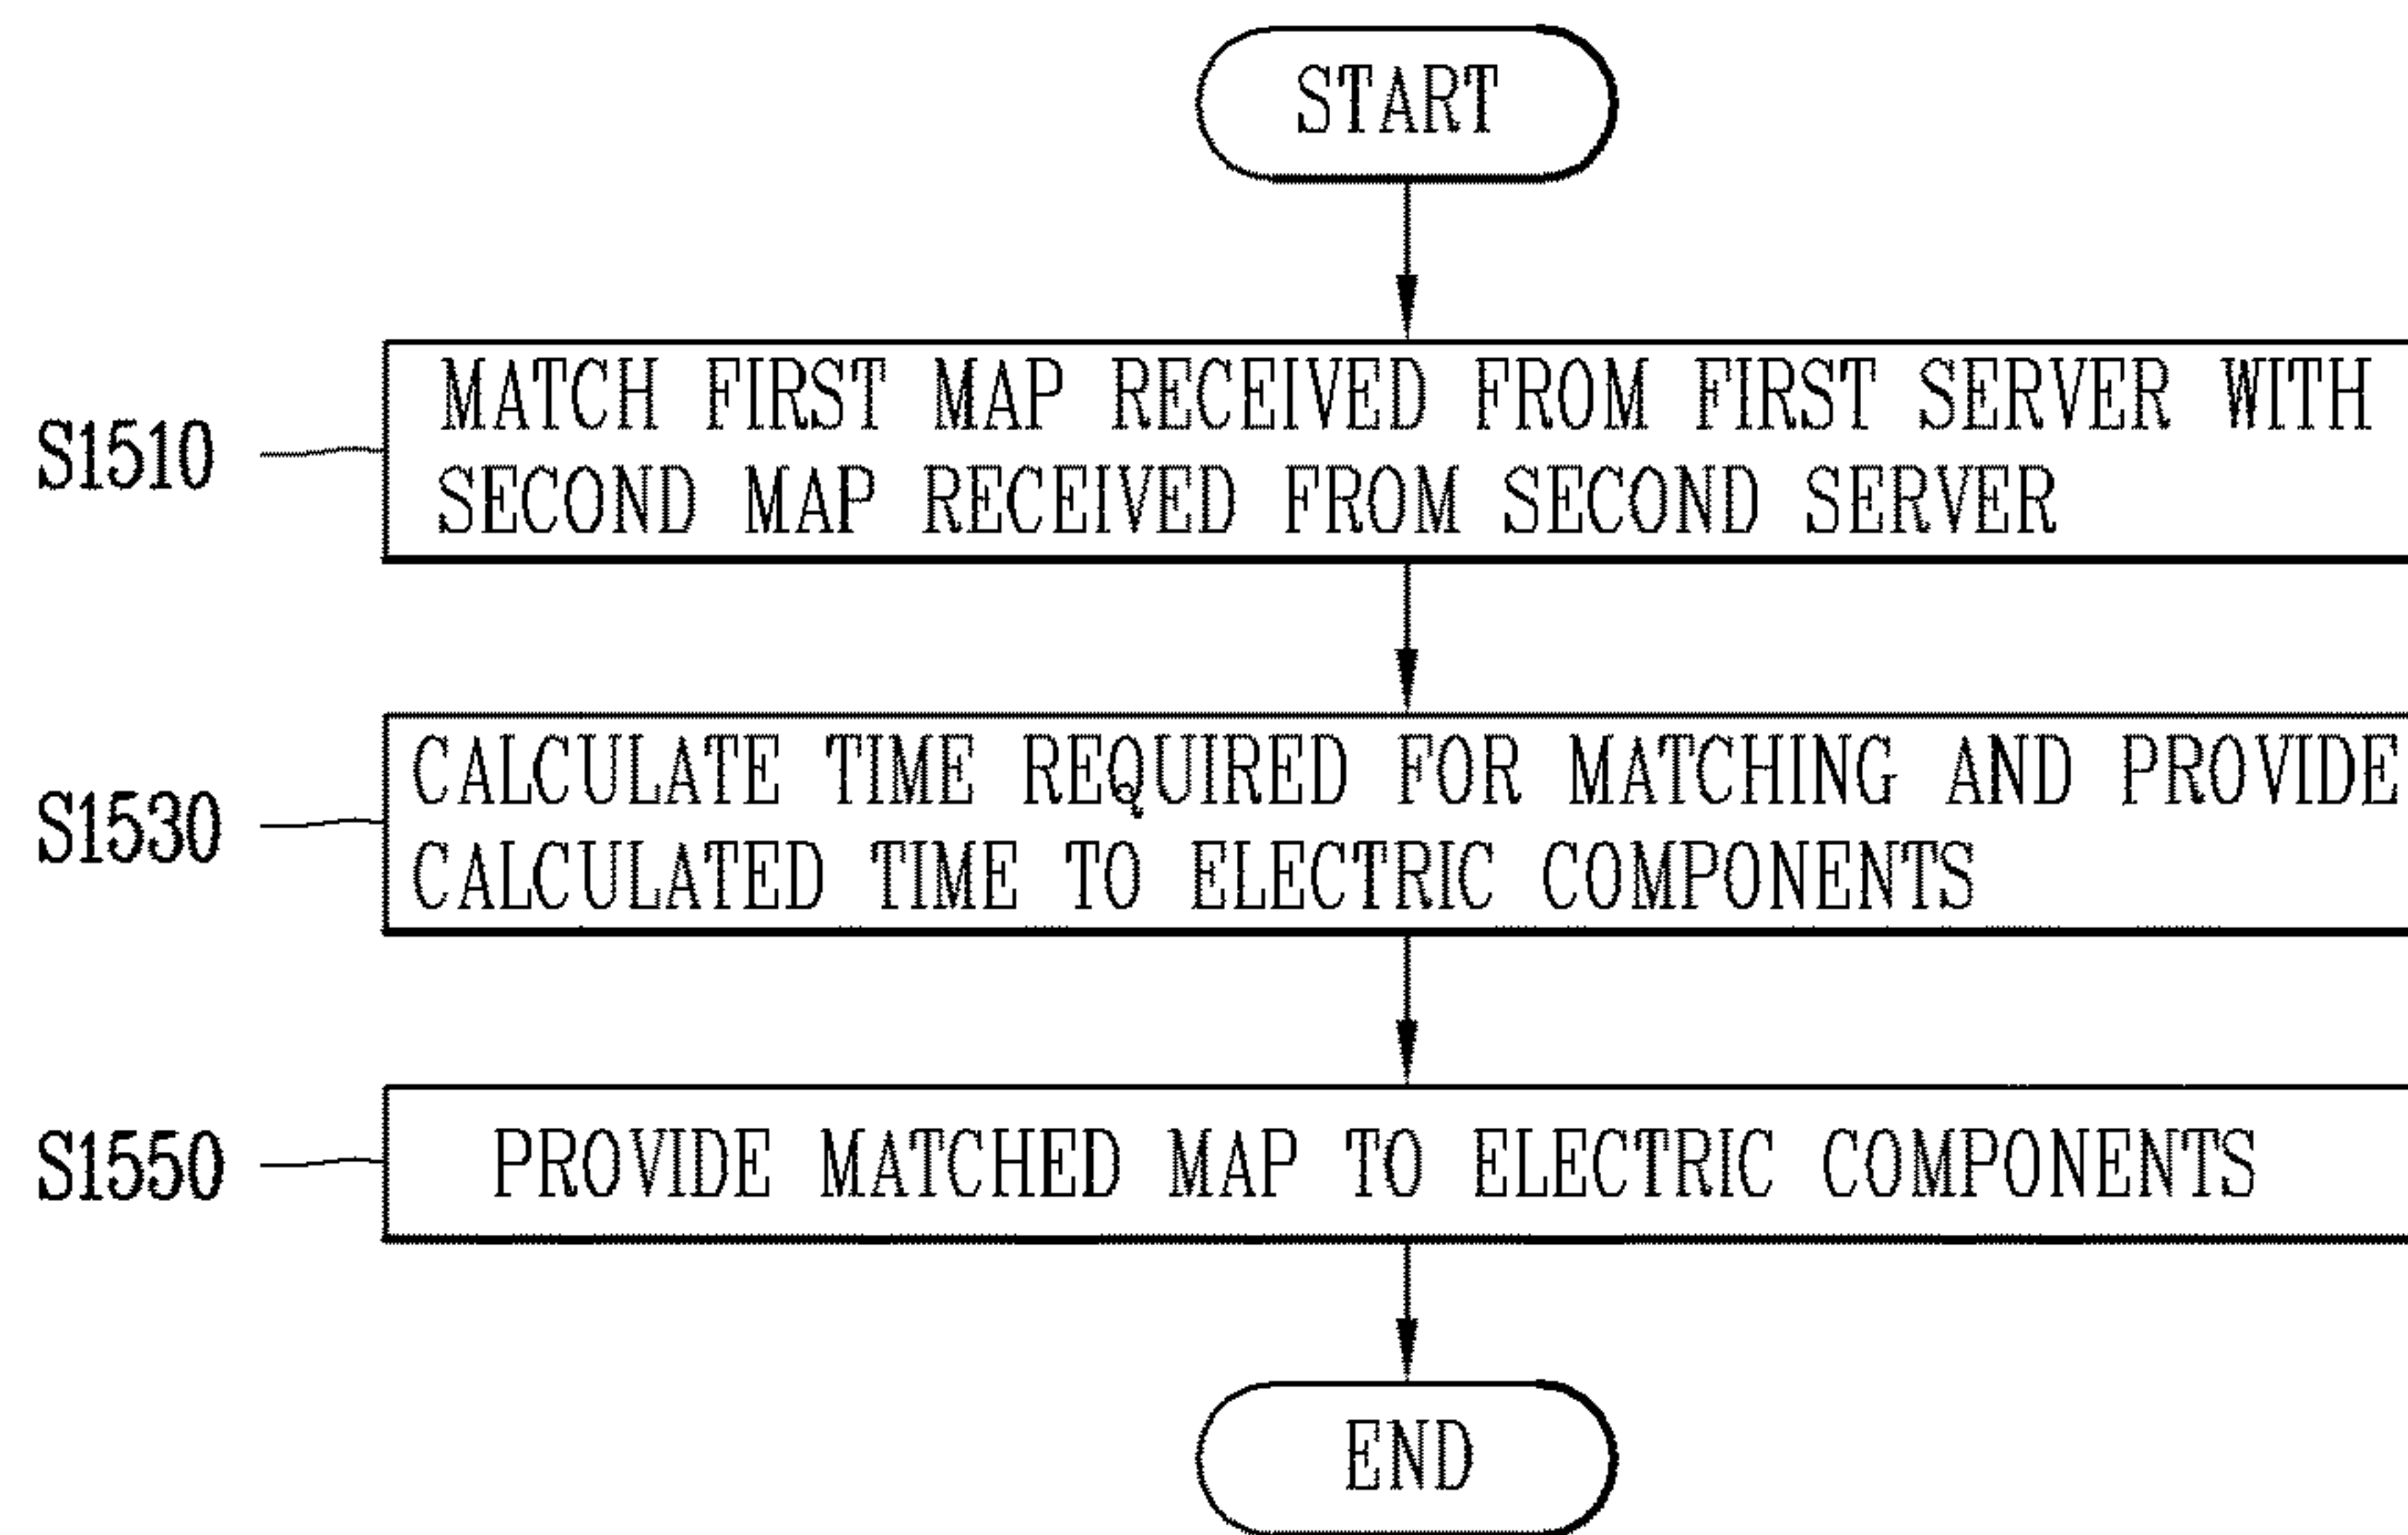 START
S1510
MATCH FIRST MAP RECEIVED FROM FIRST SERVER WITH
SECOND MAP RECEIVED FROM SECOND SERVER
S1530
CALCULATE TIME REQUIRED FOR MATCHING AND PROVIDE
CALCULATED TIME TO ELECTRIC COMPONENTS
S1550
PROVIDE MATCHED MAP TO ELECTRIC COMPONENTS
END